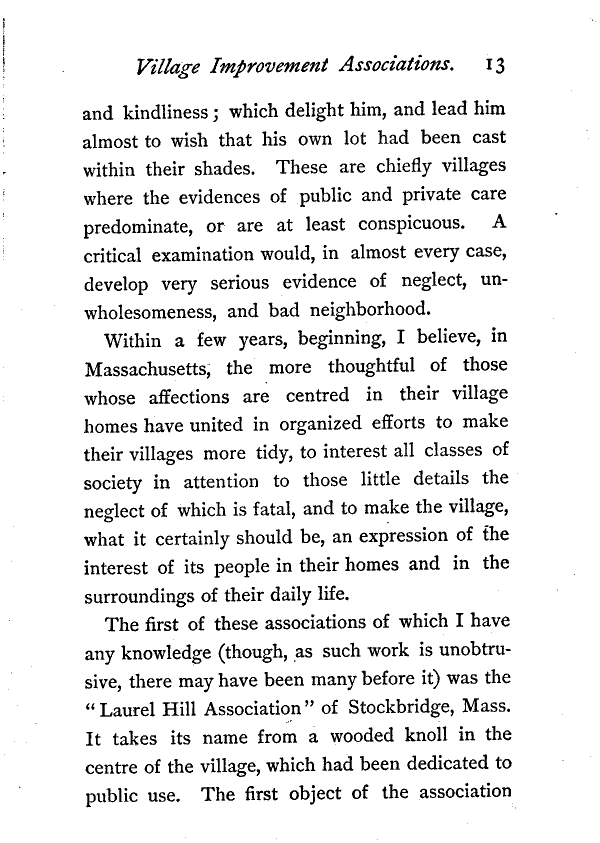 Village Improvement Associations. 13
and kindliness; which delight him, and lead him
almost to wish that his own lot had been cast
within their shades. These are chiefly villages
where the evidences of public and private care
predominate, or are at least conspicuous. A
critical examination would, in almost every case,
develop very serious evidence of neglect, un-
wholesomeness, and bad neighborhood.
Within a few years, beginning, I believe, in
Massachusetts, the more thoughtful of those
whose affections are centred in their village
homes have united in organized efforts to make
their villages more tidy, to interest all classes of
society in attention to those little details the
neglect of which is fatal, and to make the village,
what it certainly should be, an expression of the
interest of its people in their homes and in the
surroundings of their daily life.
The first of these associations of which I have
any knowledge (though, as such work is unobtru-
sive, there may have been many before it) was the
"Laurel Hill Association" of Stockbridge, Mass.
It takes its name from a wooded knoll in the
centre of the village, which had been dedicated to
public use. The first object of the association